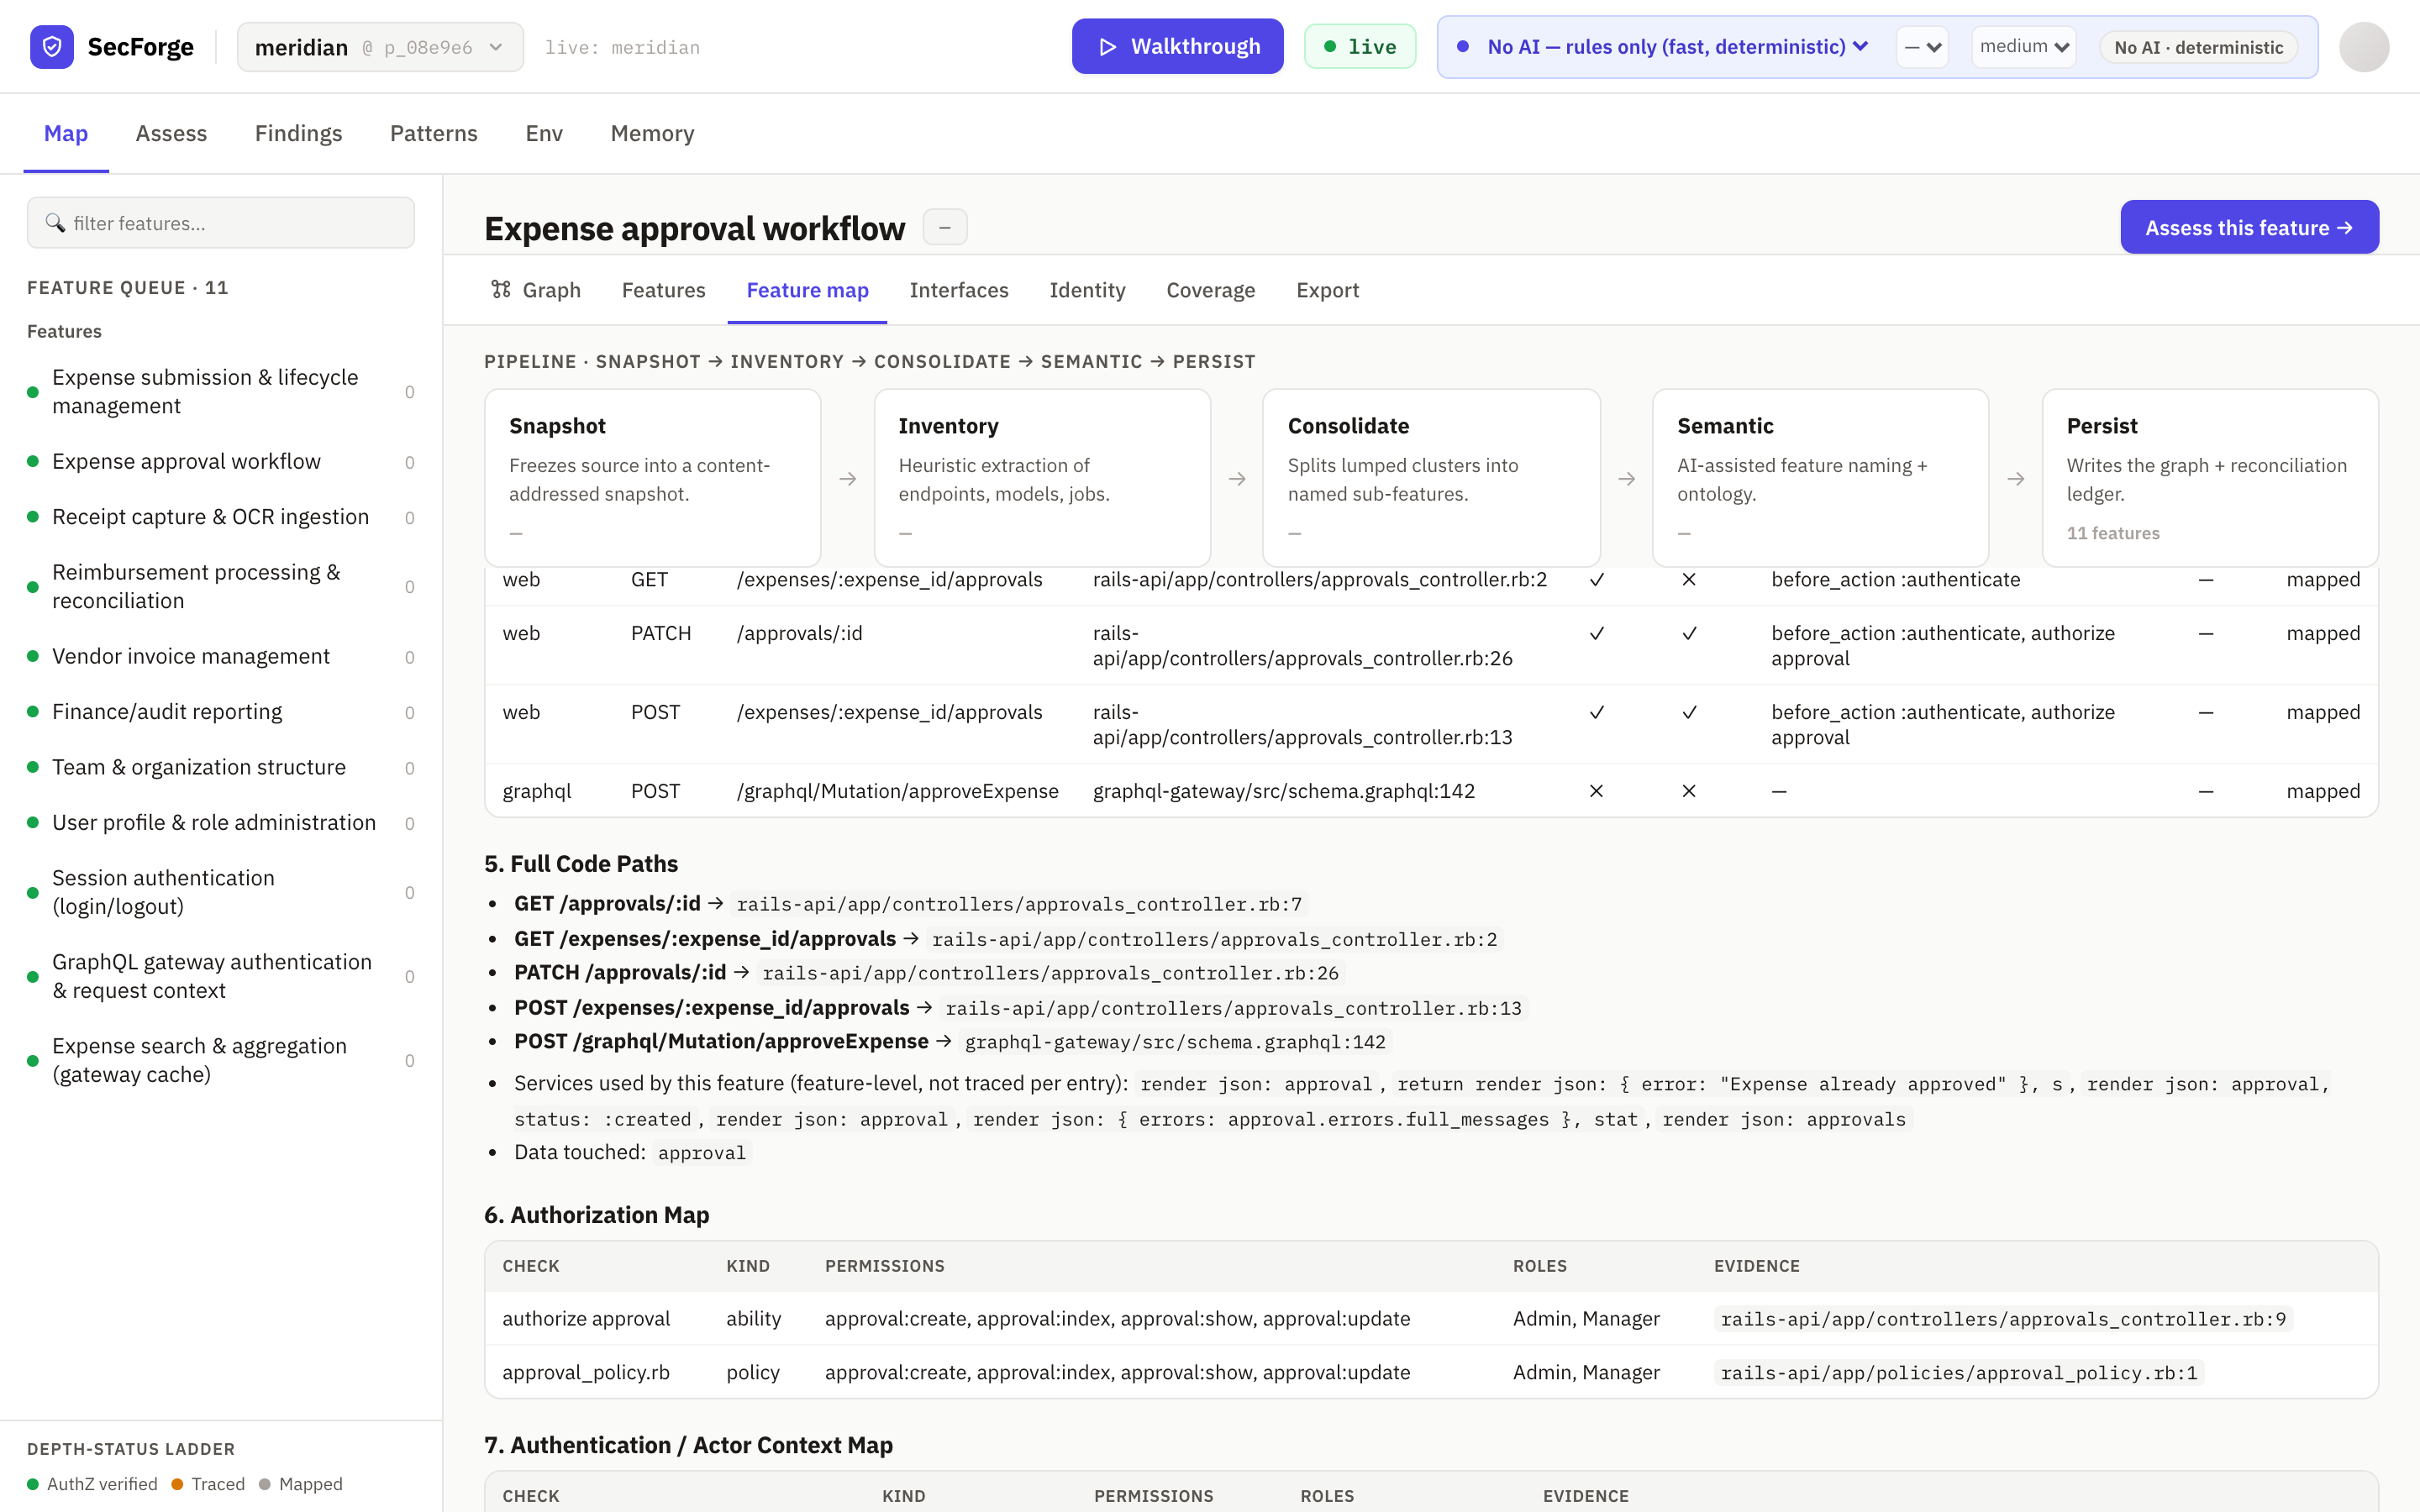 SecForge
meridian @ p_08e9e6
live: meridian
Walkthrough
live
No AI — rules only (fast, deterministic)
—
medium
No AI · deterministic
Map
Assess
Findings
Patterns
Env
Memory
filter features...
FEATURE QUEUE · 11
Features
Expense submission & lifecycle
management
0
Expense approval workflow
0
Receipt capture & OCR ingestion
0
Reimbursement processing &
reconciliation
0
Vendor invoice management
0
Finance/audit reporting
0
Team & organization structure
0
User profile & role administration
0
Session authentication
(login/logout)
0
GraphQL gateway authentication
& request context
0
Expense search & aggregation
(gateway cache)
0
DEPTH-STATUS LADDER
AuthZ verified
Traced
Mapped
Expense approval workflow
—
Assess this feature →
Graph
Features
Feature map
Interfaces
Identity
Coverage
Export
PIPELINE · SNAPSHOT → INVENTORY → CONSOLIDATE → SEMANTIC → PERSIST
Snapshot
Freezes source into a content-
addressed snapshot.
—
→
Inventory
Heuristic extraction of
endpoints, models, jobs.
—
→
Consolidate
Splits lumped clusters into
named sub-features.
—
→
Semantic
AI-assisted feature naming +
ontology.
—
→
Persist
Writes the graph + reconciliation
ledger.
11 features
web GET /expenses/:expense_id/approvals rails-api/app/controllers/approvals_controller.rb:2 ✓ ✕ before_action :authenticate — mapped
web PATCH /approvals/:id rails- ✓ ✓ before_action :authenticate, authorize — mapped
api/app/controllers/approvals_controller.rb:26 approval
web POST /expenses/:expense_id/approvals rails- ✓ ✓ before_action :authenticate, authorize — mapped
api/app/controllers/approvals_controller.rb:13 approval
graphql POST /graphql/Mutation/approveExpense graphql-gateway/src/schema.graphql:142 ✕ ✕ — — mapped
5. Full Code Paths
• GET /approvals/:id → rails-api/app/controllers/approvals_controller.rb:7
• GET /expenses/:expense_id/approvals → rails-api/app/controllers/approvals_controller.rb:2
• PATCH /approvals/:id → rails-api/app/controllers/approvals_controller.rb:26
• POST /expenses/:expense_id/approvals → rails-api/app/controllers/approvals_controller.rb:13
• POST /graphql/Mutation/approveExpense → graphql-gateway/src/schema.graphql:142
• Services used by this feature (feature-level, not traced per entry): render json: approval, return render json: { error: "Expense already approved" }, s, render json: approval,
status: :created, render json: approval, render json: { errors: approval.errors.full_messages }, stat, render json: approvals
• Data touched: approval
6. Authorization Map
CHECK KIND PERMISSIONS ROLES EVIDENCE
authorize approval ability approval:create, approval:index, approval:show, approval:update Admin, Manager rails-api/app/controllers/approvals_controller.rb:9
approval_policy.rb policy approval:create, approval:index, approval:show, approval:update Admin, Manager rails-api/app/policies/approval_policy.rb:1
7. Authentication / Actor Context Map
CHECK KIND PERMISSIONS ROLES EVIDENCE